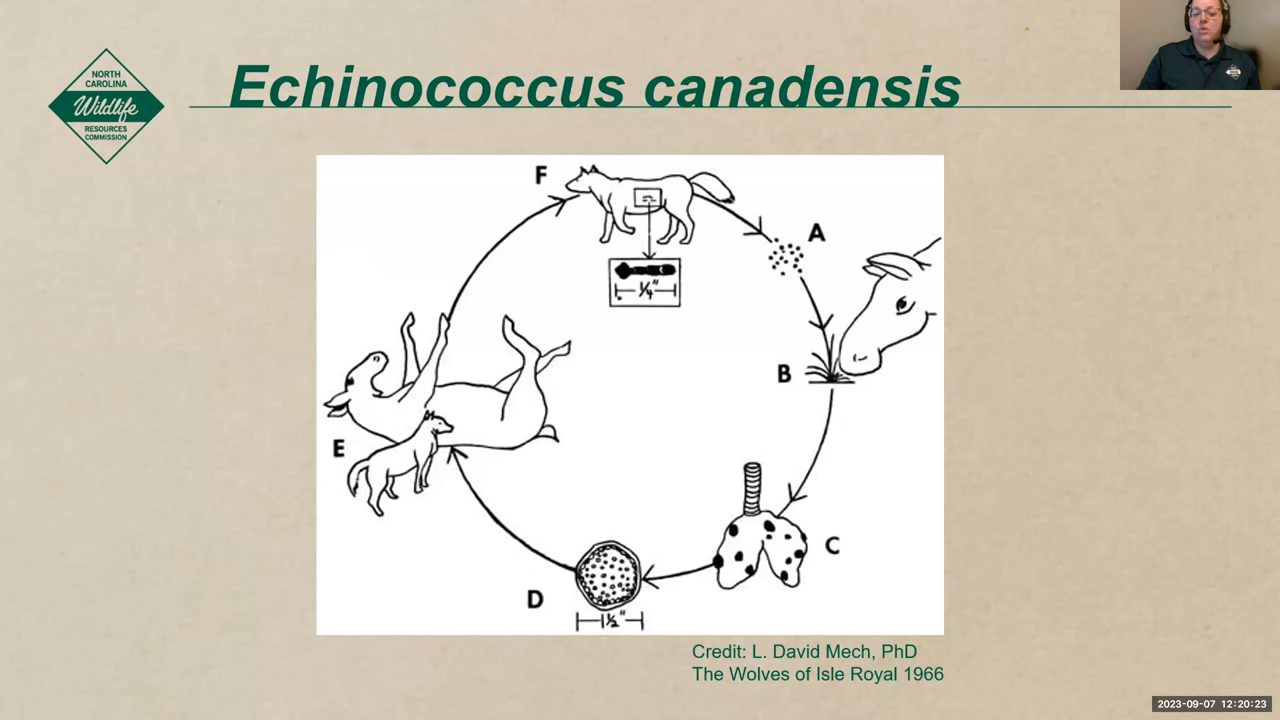 NORTH
CAROLINA
Wildlife
RESOURCES
COMMISSION
Echinococcus canadensis
F
A
1/4"
B
E
C
D
1 1/2"
Credit: L. David Mech, PhD
The Wolves of Isle Royal 1966
2023-09-07 12:20:23